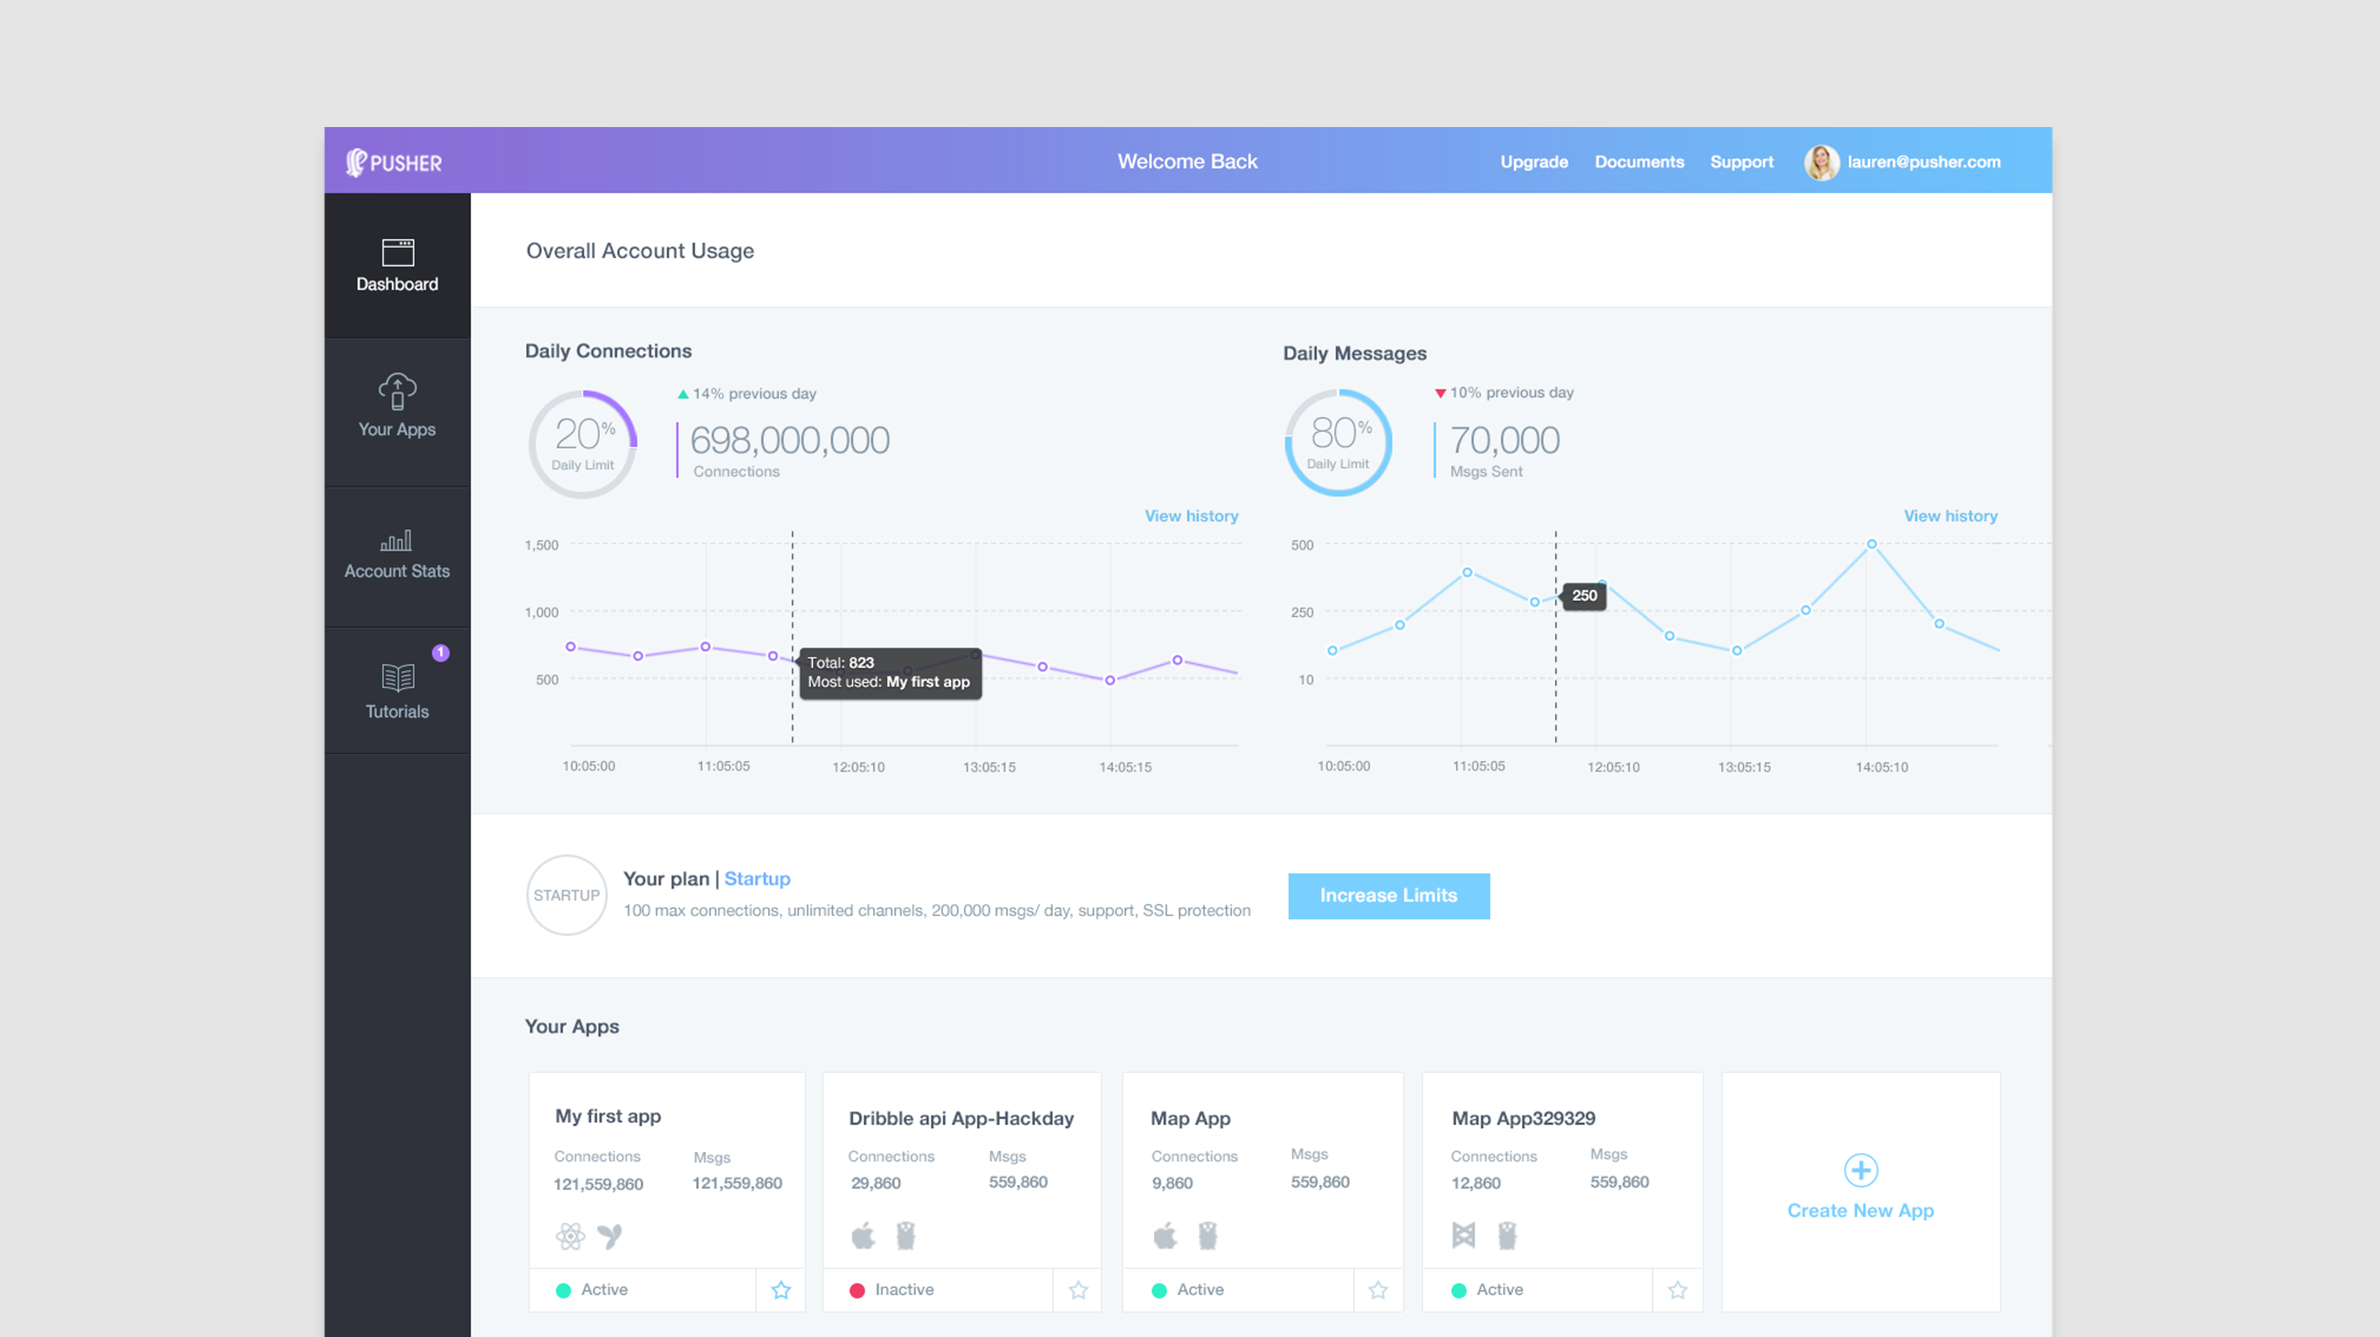 PUSHER
Welcome Back
Upgrade Documents Support lauren@pusher.com
Dashboard
Your Apps
Account Stats
1
Tutorials
Overall Account Usage
Daily Connections
20%
Daily Limit
14% previous day
698,000,000
Connections
View history
1,500
1,000
500
Total: 823
Most used: My first app
10:05:00 11:05:05 12:05:10 13:05:15 14:05:15
Daily Messages
80%
Daily Limit
10% previous day
70,000
Msgs Sent
View history
500
250
10
250
10:05:00 11:05:05 12:05:10 13:05:15 14:05:10
STARTUP
Your plan | Startup
100 max connections, unlimited channels, 200,000 msgs/ day, support, SSL protection
Increase Limits
Your Apps
My first app
Connections Msgs
121,559,860 121,559,860
Active
Dribble api App-Hackday
Connections Msgs
29,860 559,860
Inactive
Map App
Connections Msgs
9,860 559,860
Active
Map App329329
Connections Msgs
12,860 559,860
Active
Create New App